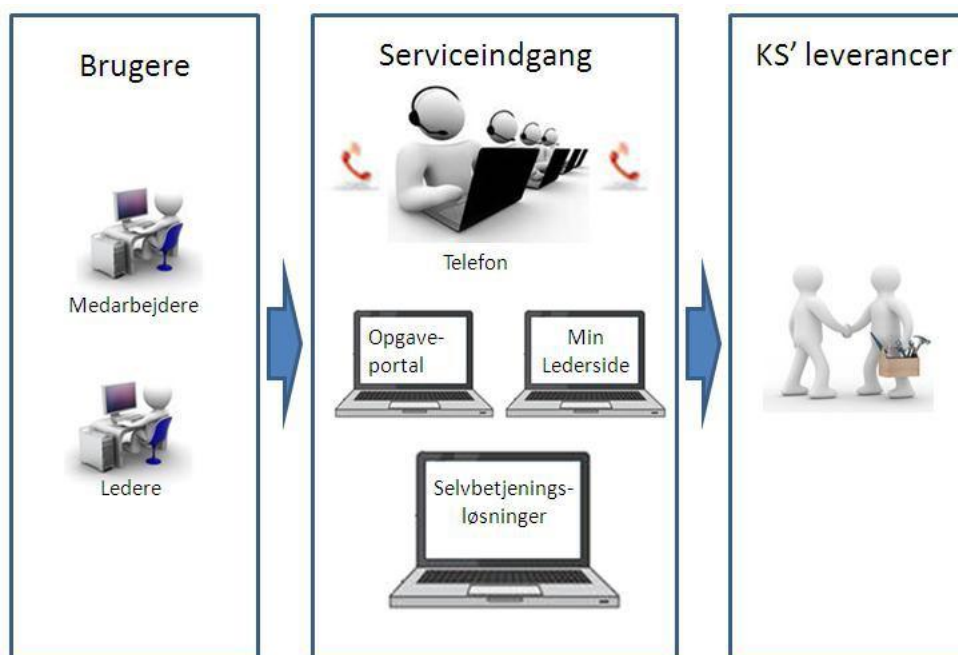 Brugere
Medarbejdere
Ledere
Serviceindgang
Telefon
Opgave-
portal
Min
Lederside
Selvbetjenings-
løsninger
KS’ leverancer